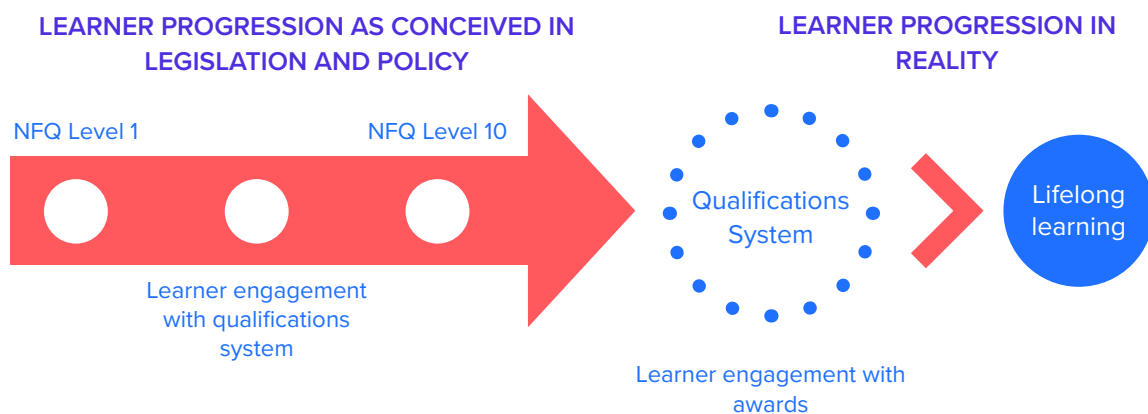 LEARNER PROGRESSION AS CONCEIVED IN
LEGISLATION AND POLICY
LEARNER PROGRESSION IN
REALITY
NFQ Level 1
NFQ Level 10
Learner engagement
with qualifications
system
Qualifications
System
Learner engagement with
awards
Lifelong
learning